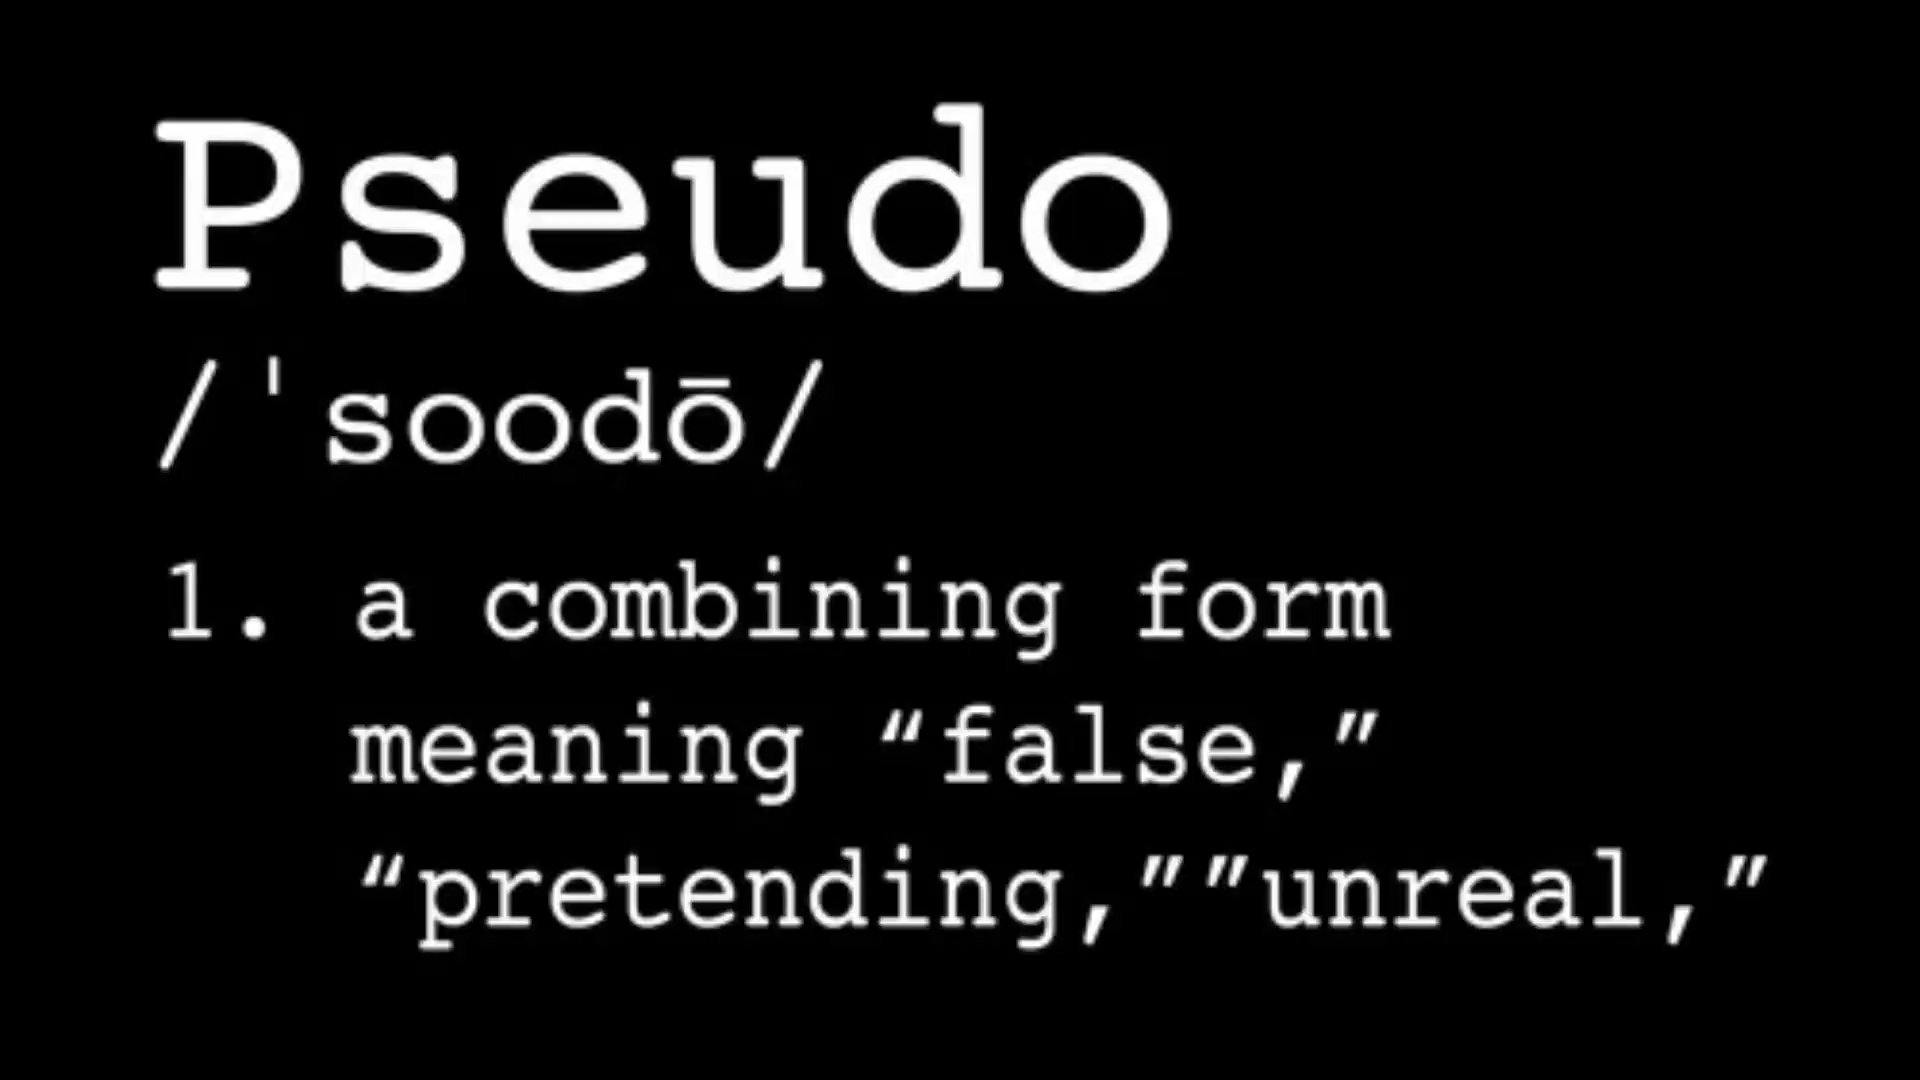 Pseudo
/ˈsoodō/
1. a combining form
meaning “false,”
“pretending,””unreal,”